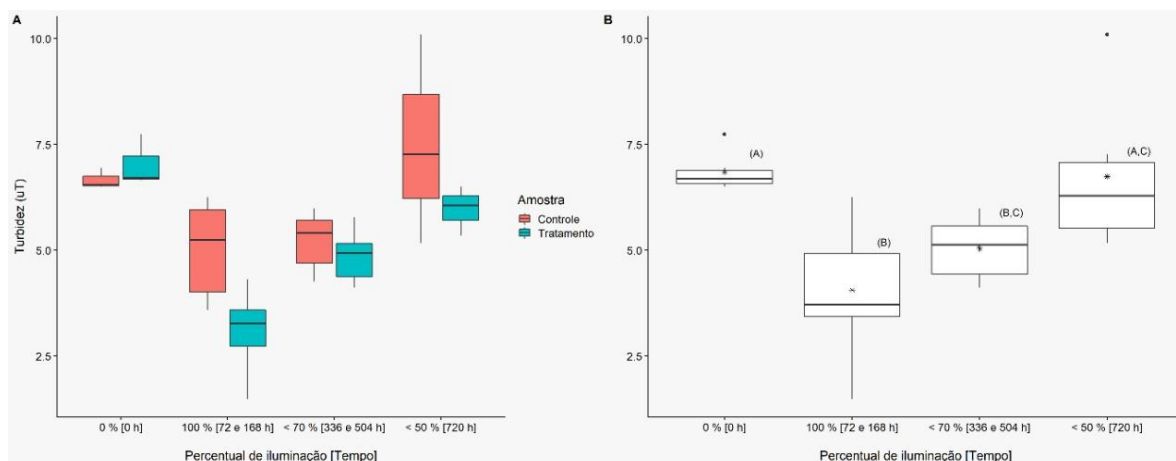 A
Turbidez (uT)
10.0
7.5
5.0
2.5
0 % [0 h]
100 % [72 e 168 h]
< 70 % [336 e 504 h]
< 50 % [720 h]
Percentual de iluminação [Tempo]
Amostra
Controle
Tratamento
B
10.0
7.5
5.0
2.5
(A)
(B)
(B,C)
(A,C)
0 % [0 h]
100 % [72 e 168 h]
< 70 % [336 e 504 h]
< 50 % [720 h]
Percentual de iluminação [Tempo]